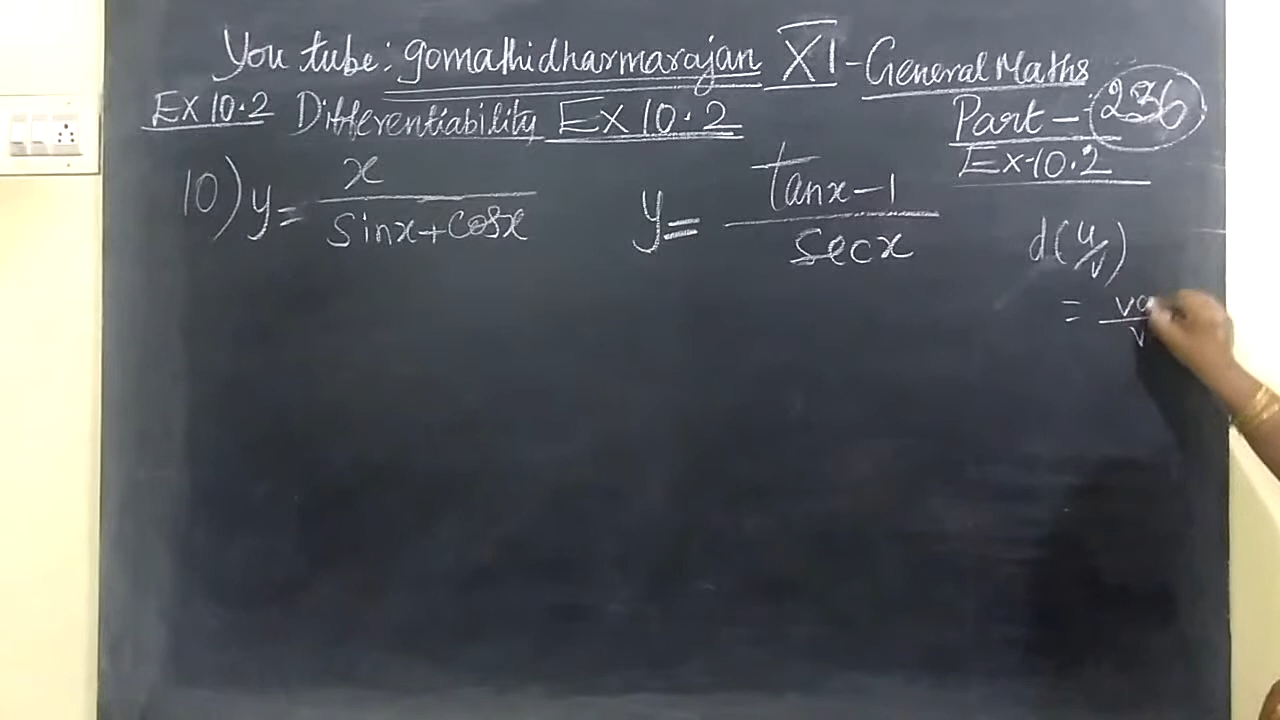 You tube: gomathidharmarajan XI - General Maths
Ex 10.2 Differentiability Ex 10.2 Part - 236
Ex-10.2
10) y = x / (sinx+cosx) y = (tanx-1) / secx
d(u/v)
= v